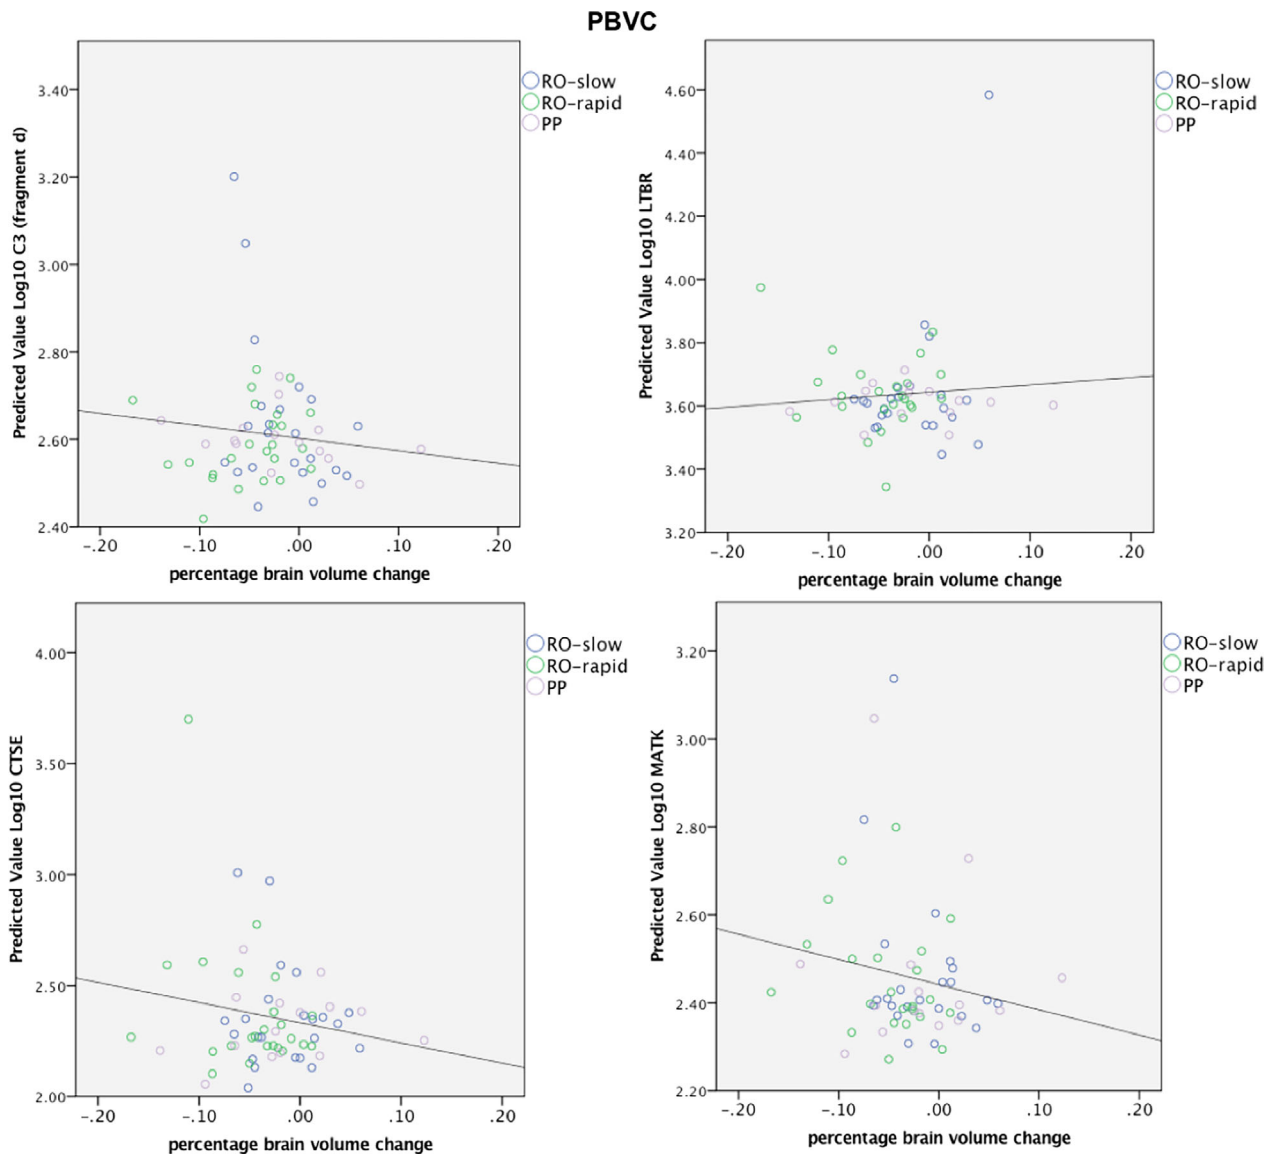 PBVC
Predicted Value Log10 C3 (fragment d)
3.40
3.20
3.00
2.80
2.60
2.40
-.20 -.10 .00 .10 .20
percentage brain volume change
RO-slow
RO-rapid
PP
Predicted Value Log10 LTBR
4.60
4.40
4.20
4.00
3.80
3.60
3.40
3.20
-.20 -.10 .00 .10 .20
percentage brain volume change
RO-slow
RO-rapid
PP
Predicted Value Log10 CTSE
4.00
3.50
3.00
2.50
2.00
-.20 -.10 .00 .10 .20
percentage brain volume change
RO-slow
RO-rapid
PP
Predicted Value Log10 MATK
3.20
3.00
2.80
2.60
2.40
2.20
-.20 -.10 .00 .10 .20
percentage brain volume change
RO-slow
RO-rapid
PP